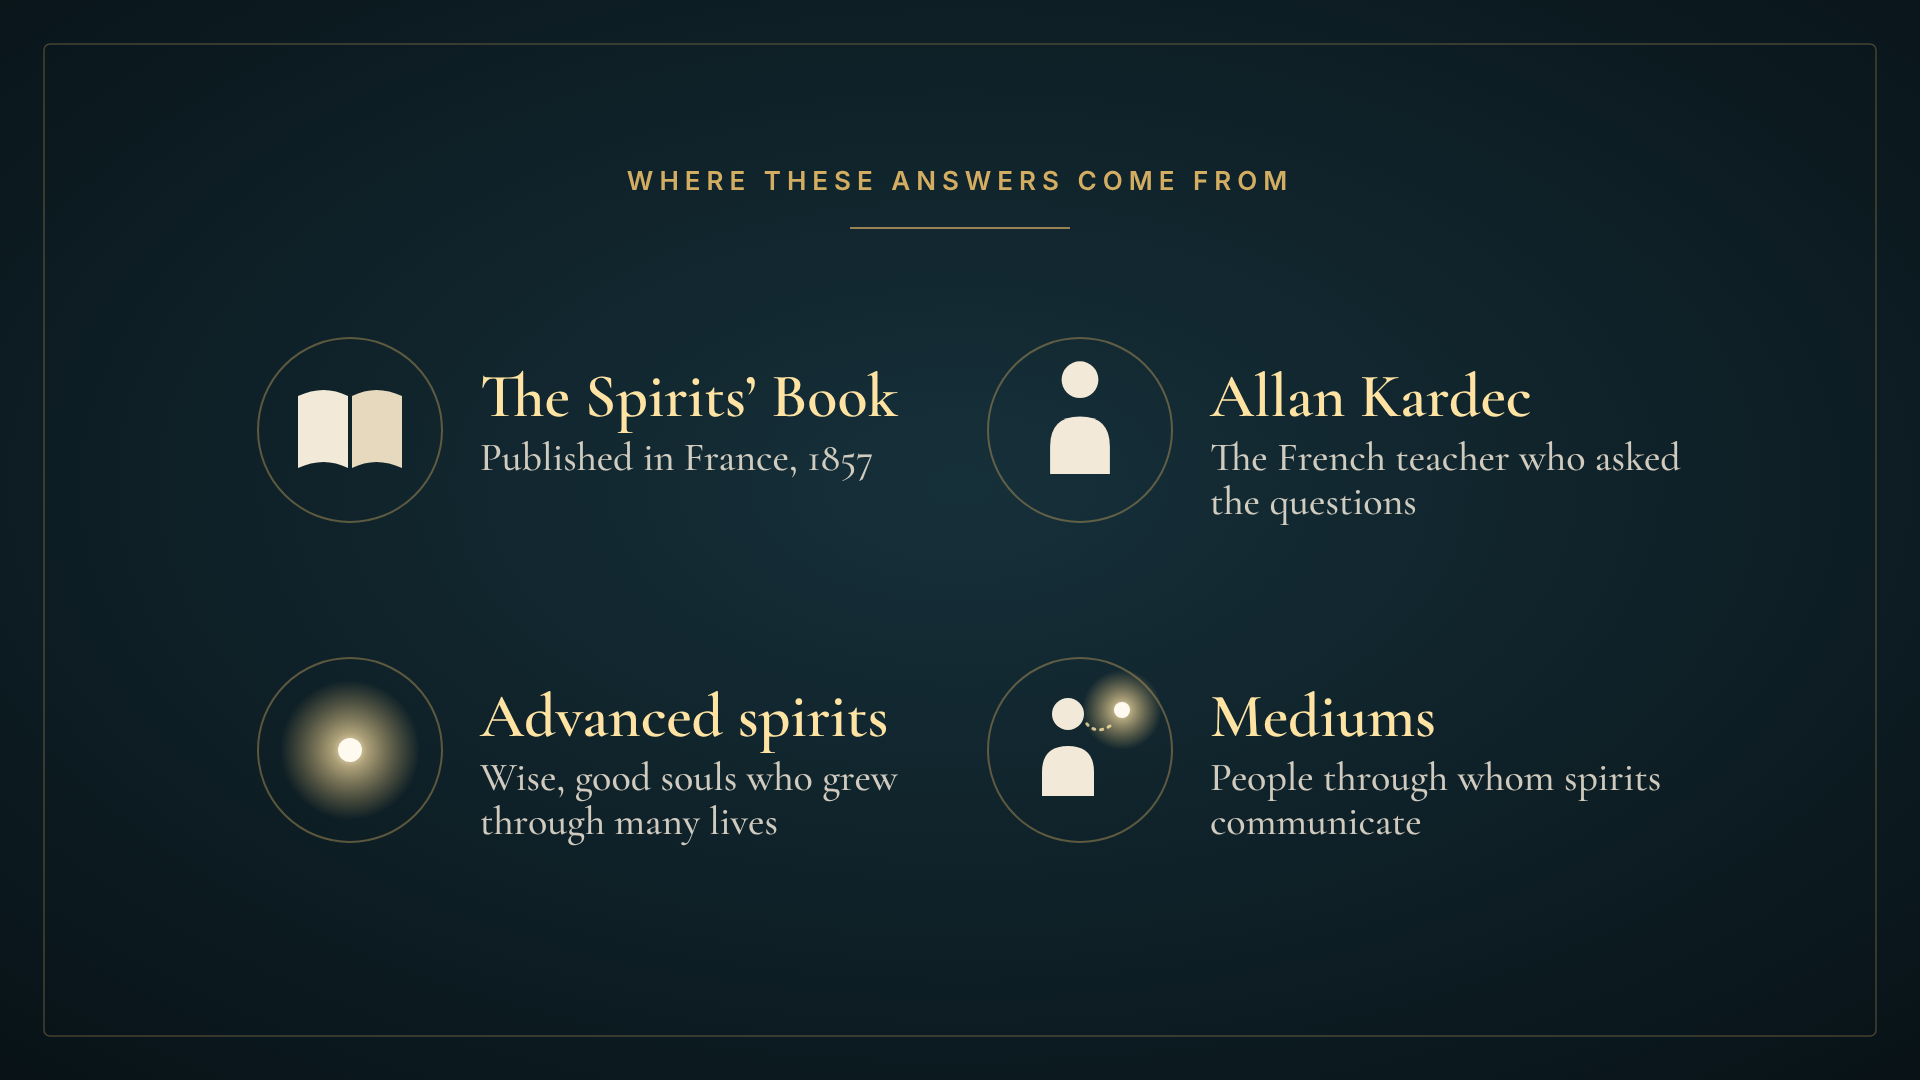 WHERE THESE ANSWERS COME FROM
The Spirits’ Book
Published in France, 1857
Allan Kardec
The French teacher who asked
the questions
Advanced spirits
Wise, good souls who grew
through many lives
Mediums
People through whom spirits
communicate